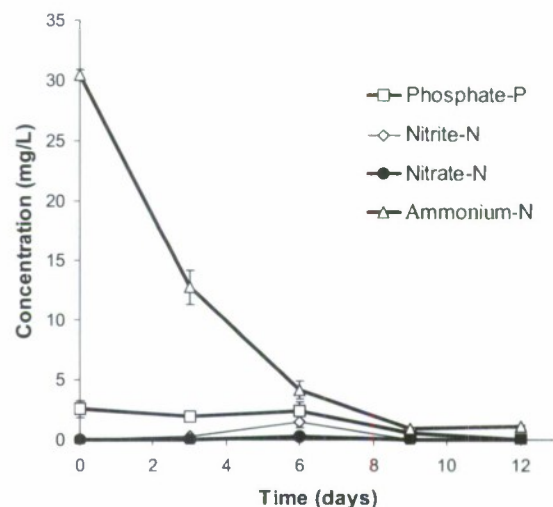 35
30
25
20
15
10
5
0
0 2 4 6 8 10 12
Concentration (mg/L)
Time (days)
Phosphate-P
Nitrite-N
Nitrate-N
Ammonium-N